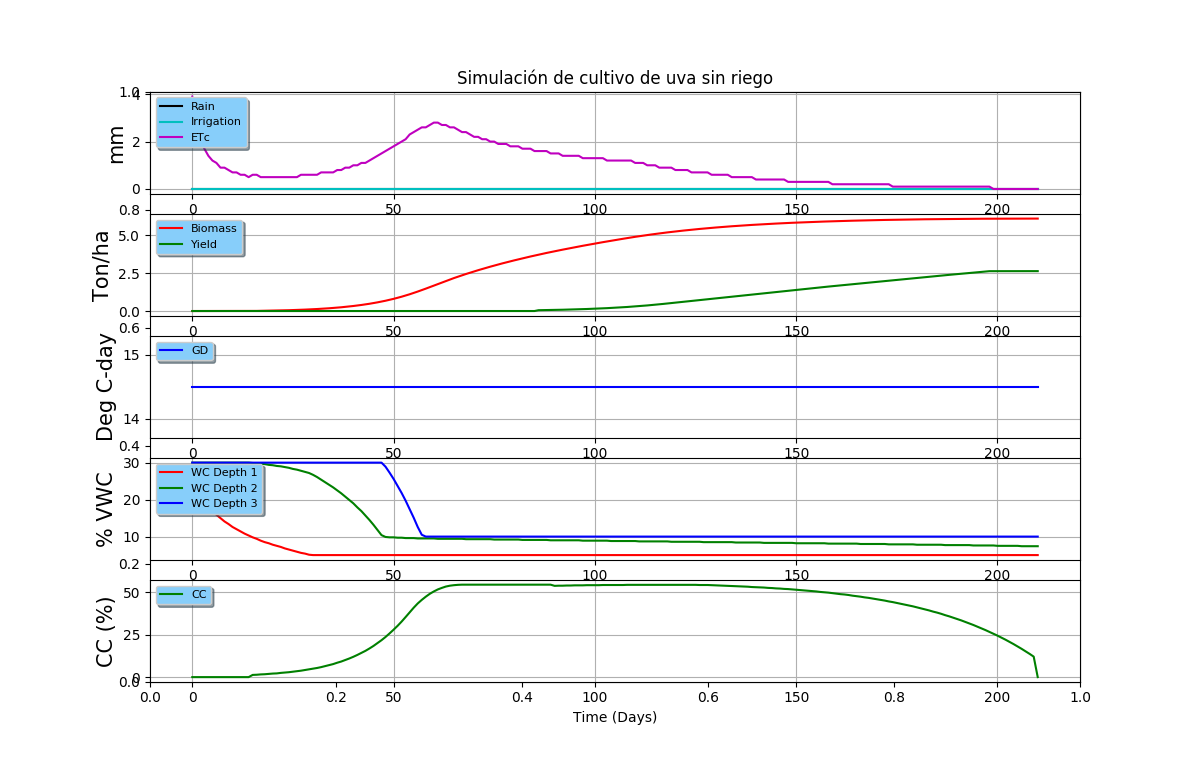 Simulación de cultivo de uva sin riego
1.0
4
2
0
mm
Rain
Irrigation
ETc
0 50 100 150 200
0.8
5.0
2.5
0.0
Ton/ha
Biomass
Yield
0 50 100 150 200
0.6
15
14
Deg C-day
GD
0 50 100 150 200
0.4
30
20
10
% VWC
WC Depth 1
WC Depth 2
WC Depth 3
0 50 100 150 200
0.2
50
25
0
0.0
CC (%)
CC
0.0 0 0.2 50 0.4 100 0.6 150 0.8 200 1.0
Time (Days)